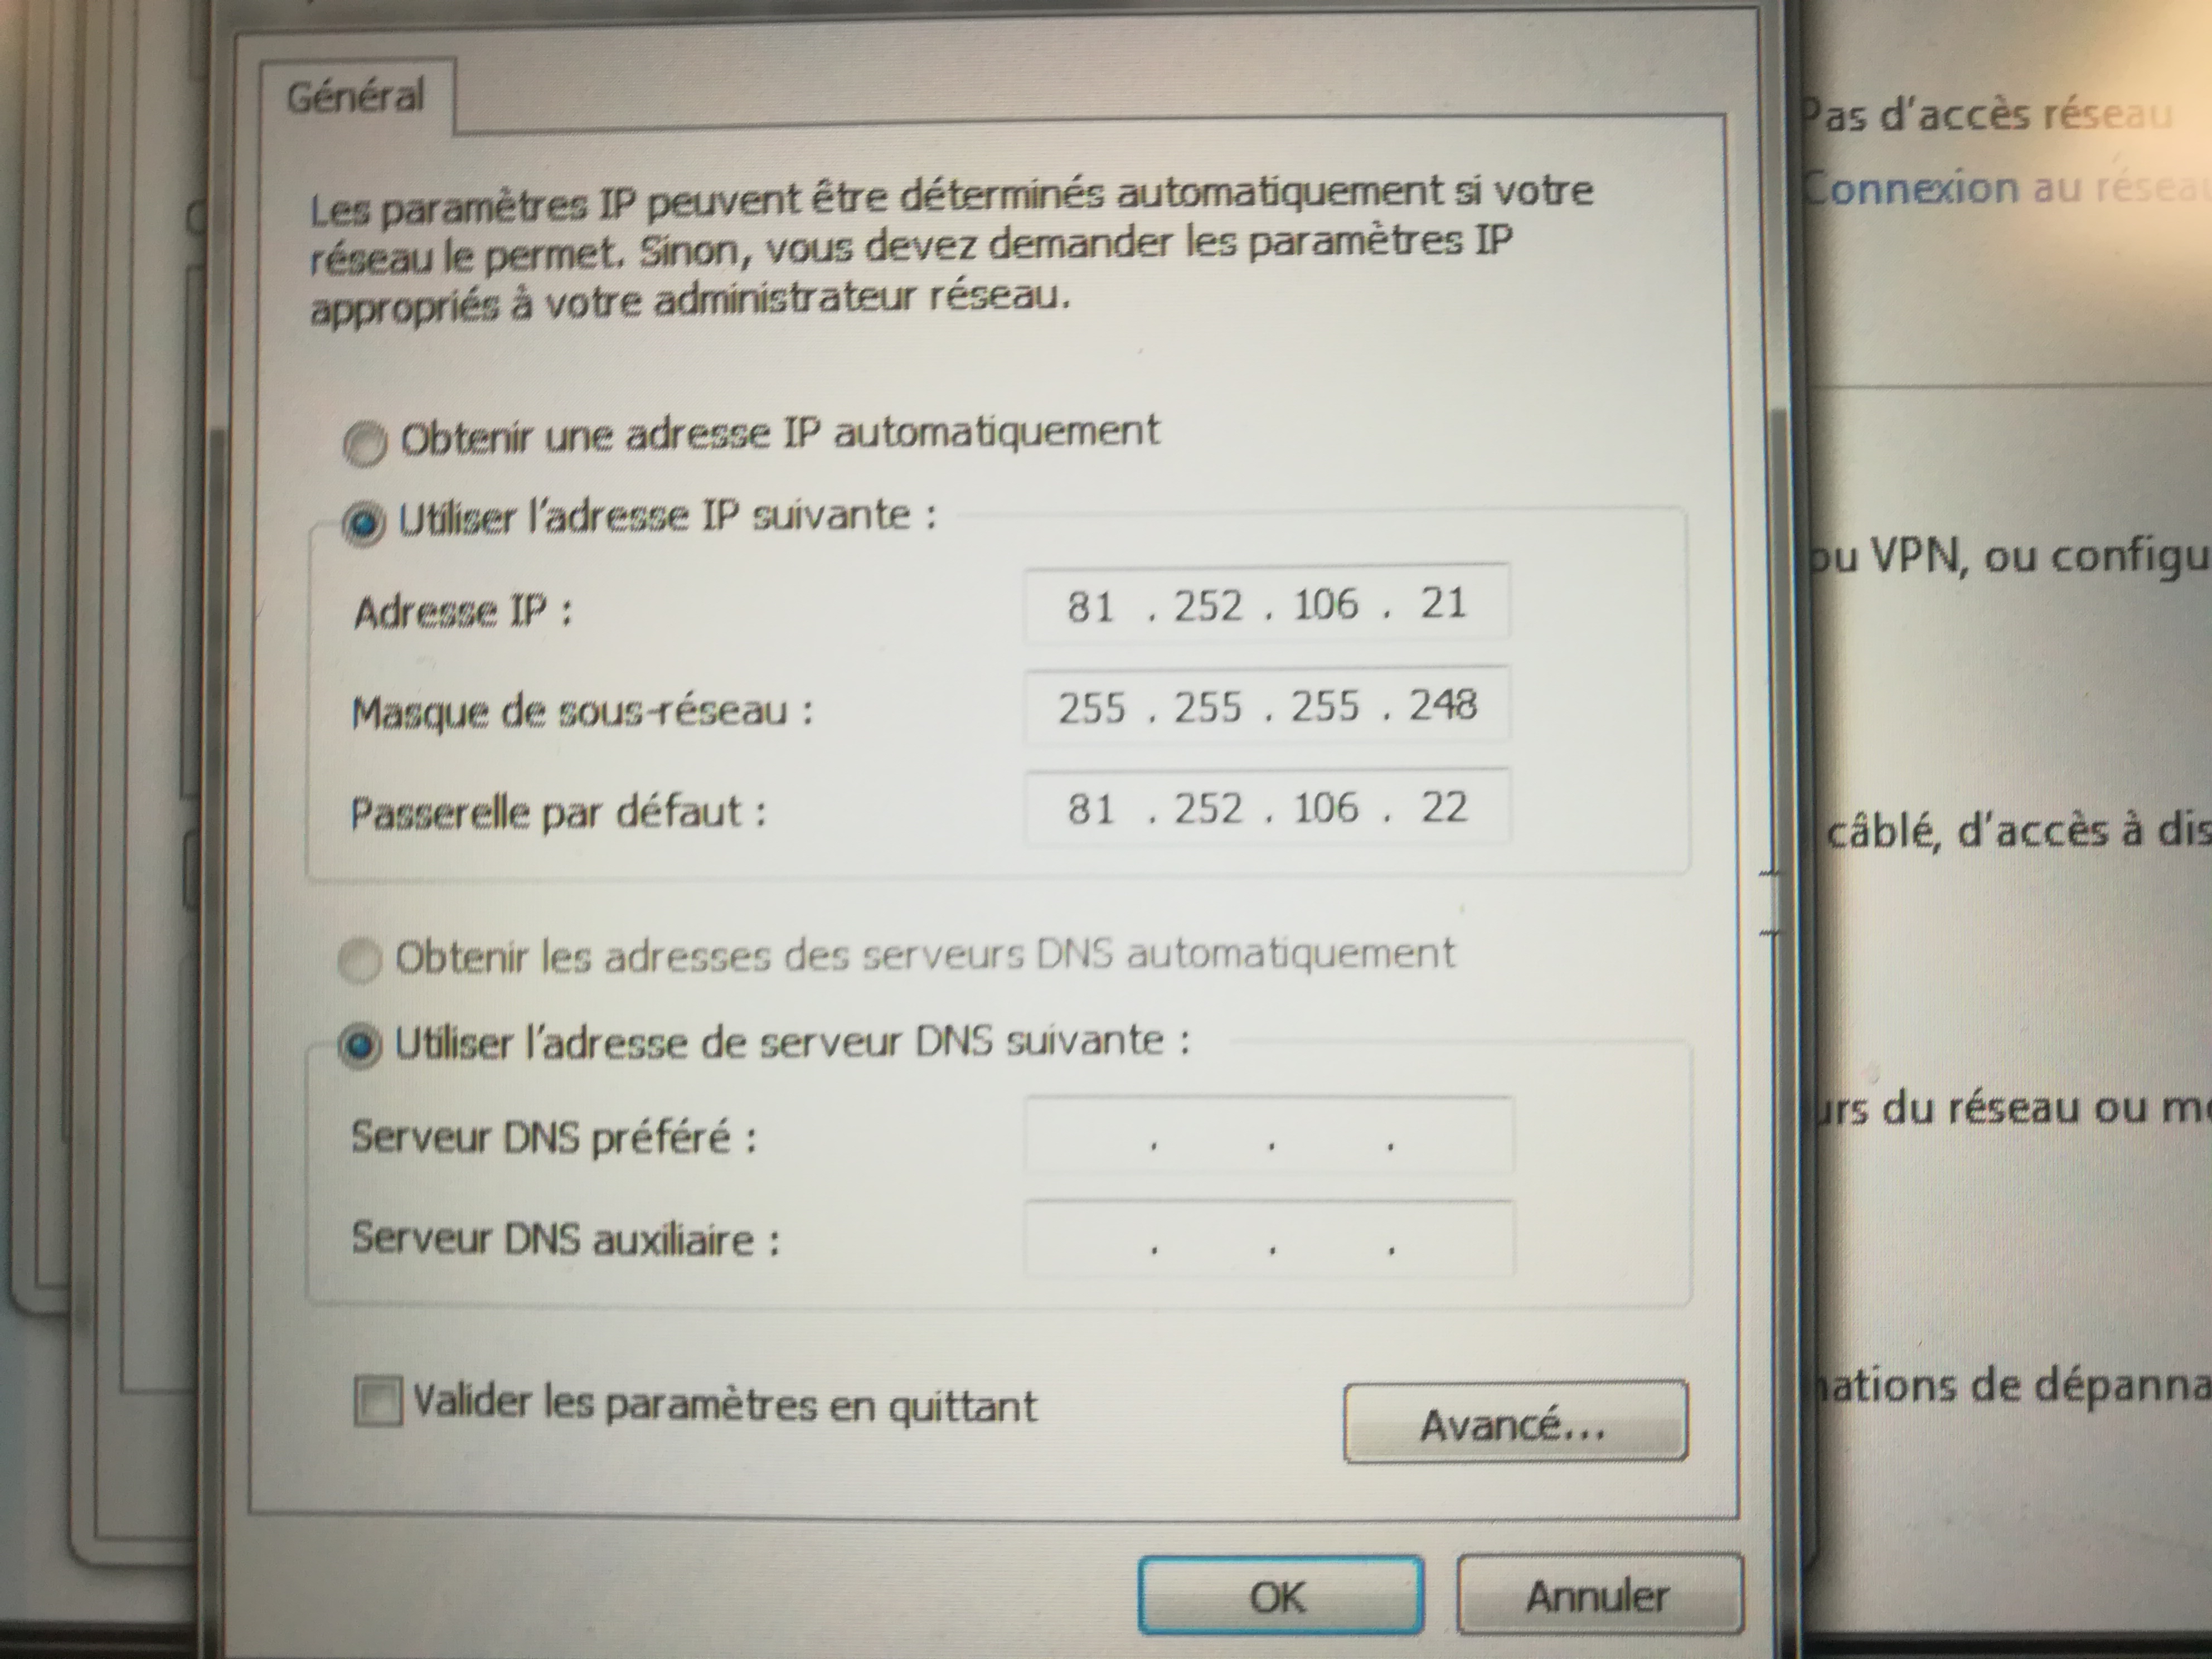 Général
Pas d'accès réseau
Connexion au réseau
Les paramètres IP peuvent être déterminés automatiquement si votre
réseau le permet. Sinon, vous devez demander les paramètres IP
appropriés à votre administrateur réseau.
Obtenir une adresse IP automatiquement
Utiliser l'adresse IP suivante :
ou VPN, ou configu
Adresse IP : 81 . 252 . 106 . 21
Masque de sous-réseau : 255 . 255 . 255 . 248
Passerelle par défaut : 81 . 252 . 106 . 22
câblé, d'accès à dis
Obtenir les adresses des serveurs DNS automatiquement
Utiliser l'adresse de serveur DNS suivante :
urs du réseau ou
Serveur DNS préféré : . . .
Serveur DNS auxiliaire : . . .
Valider les paramètres en quittant
Avancé...
ations de dépanna
OK
Annuler